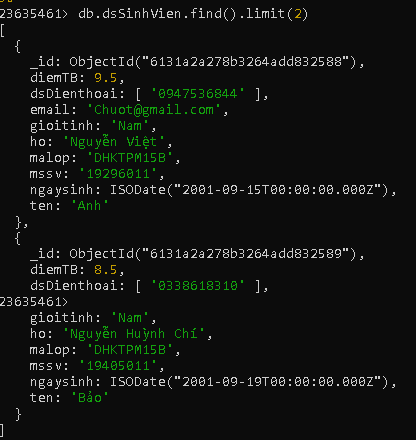 23635461> db.dsSinhVien.find().limit(2)
[
  {
    _id: ObjectId("6131a2a278b3264add832588"),
    diemTB: 9.5,
    dsDienthoai: [ '0947536844' ],
    email: 'Chuot@gmail.com',
    gioitinh: 'Nam',
    ho: 'Nguyễn Việt',
    malop: 'DHKTPM15B',
    mssv: '19296011',
    ngaysinh: ISODate("2001-09-15T00:00:00.000Z"),
    ten: 'Anh'
  },
  {
    _id: ObjectId("6131a2a278b3264add832589"),
    diemTB: 8.5,
    dsDienthoai: [ '0338618310' ],
23635461>
    gioitinh: 'Nam',
    ho: 'Nguyễn Huỳnh Chí',
    malop: 'DHKTPM15B',
    mssv: '19405011',
    ngaysinh: ISODate("2001-09-19T00:00:00.000Z"),
    ten: 'Bảo'
  }
]